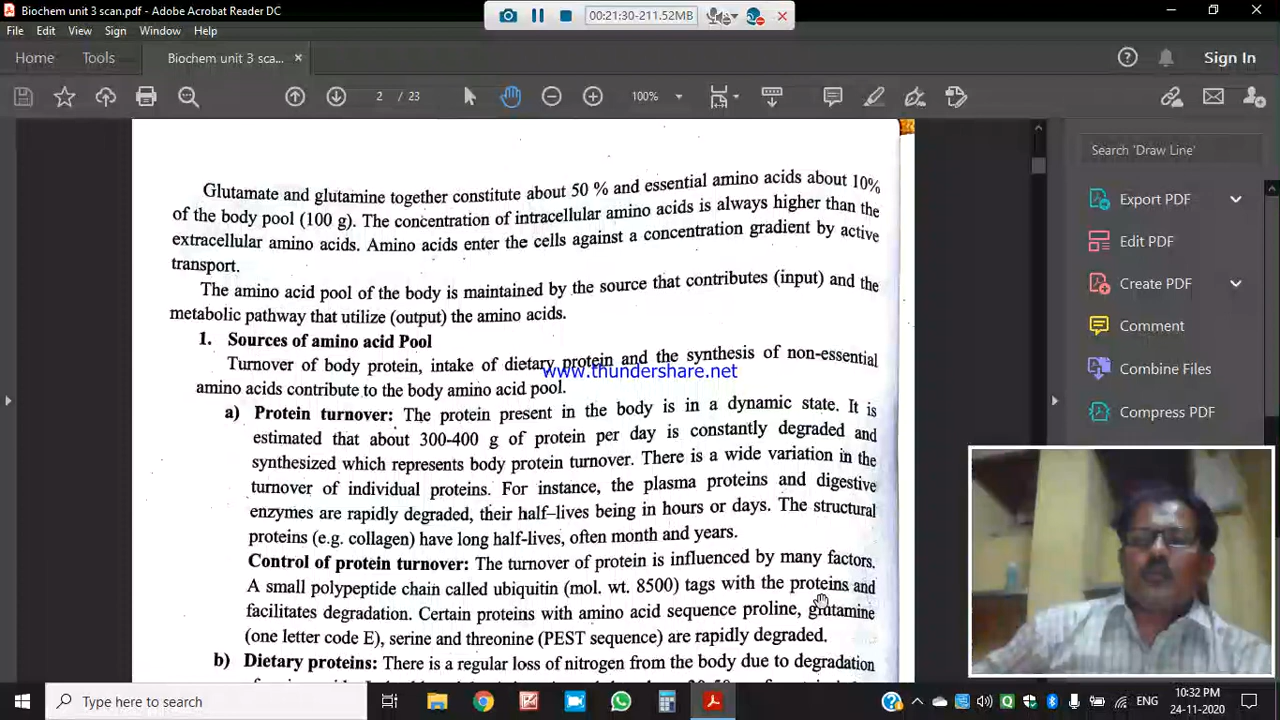 Biochem unit 3 scan.pdf - Adobe Acrobat Reader DC
00:21:30-211.52MB
File Edit View Sign Window Help
Home Tools Biochem unit 3 sca... × Sign In
2 / 23 100%
Search 'Draw Line'
Export PDF
Edit PDF
Create PDF
Comment
Combine Files
Compress PDF
Glutamate and glutamine together constitute about 50 % and essential amino acids about 10%
of the body pool (100 g). The concentration of intracellular amino acids is always higher than the
extracellular amino acids. Amino acids enter the cells against a concentration gradient by active
transport.
The amino acid pool of the body is maintained by the source that contributes (input) and the
metabolic pathway that utilize (output) the amino acids.
1. Sources of amino acid Pool
Turnover of body protein, intake of dietary protein and the synthesis of non-essential
www.thundershare.net
amino acids contribute to the body amino acid pool.
a) Protein turnover: The protein present in the body is in a dynamic state. It is
estimated that about 300-400 g of protein per day is constantly degraded and
synthesized which represents body protein turnover. There is a wide variation in the
turnover of individual proteins. For instance, the plasma proteins and digestive
enzymes are rapidly degraded, their half-lives being in hours or days. The structural
proteins (e.g. collagen) have long half-lives, often month and years.
Control of protein turnover: The turnover of protein is influenced by many factors.
A small polypeptide chain called ubiquitin (mol. wt. 8500) tags with the proteins and
facilitates degradation. Certain proteins with amino acid sequence proline, glutamine
(one letter code E), serine and threonine (PEST sequence) are rapidly degraded.
b) Dietary proteins: There is a regular loss of nitrogen from the body due to degradation
Type here to search
ENG
10:32 PM
24-11-2020